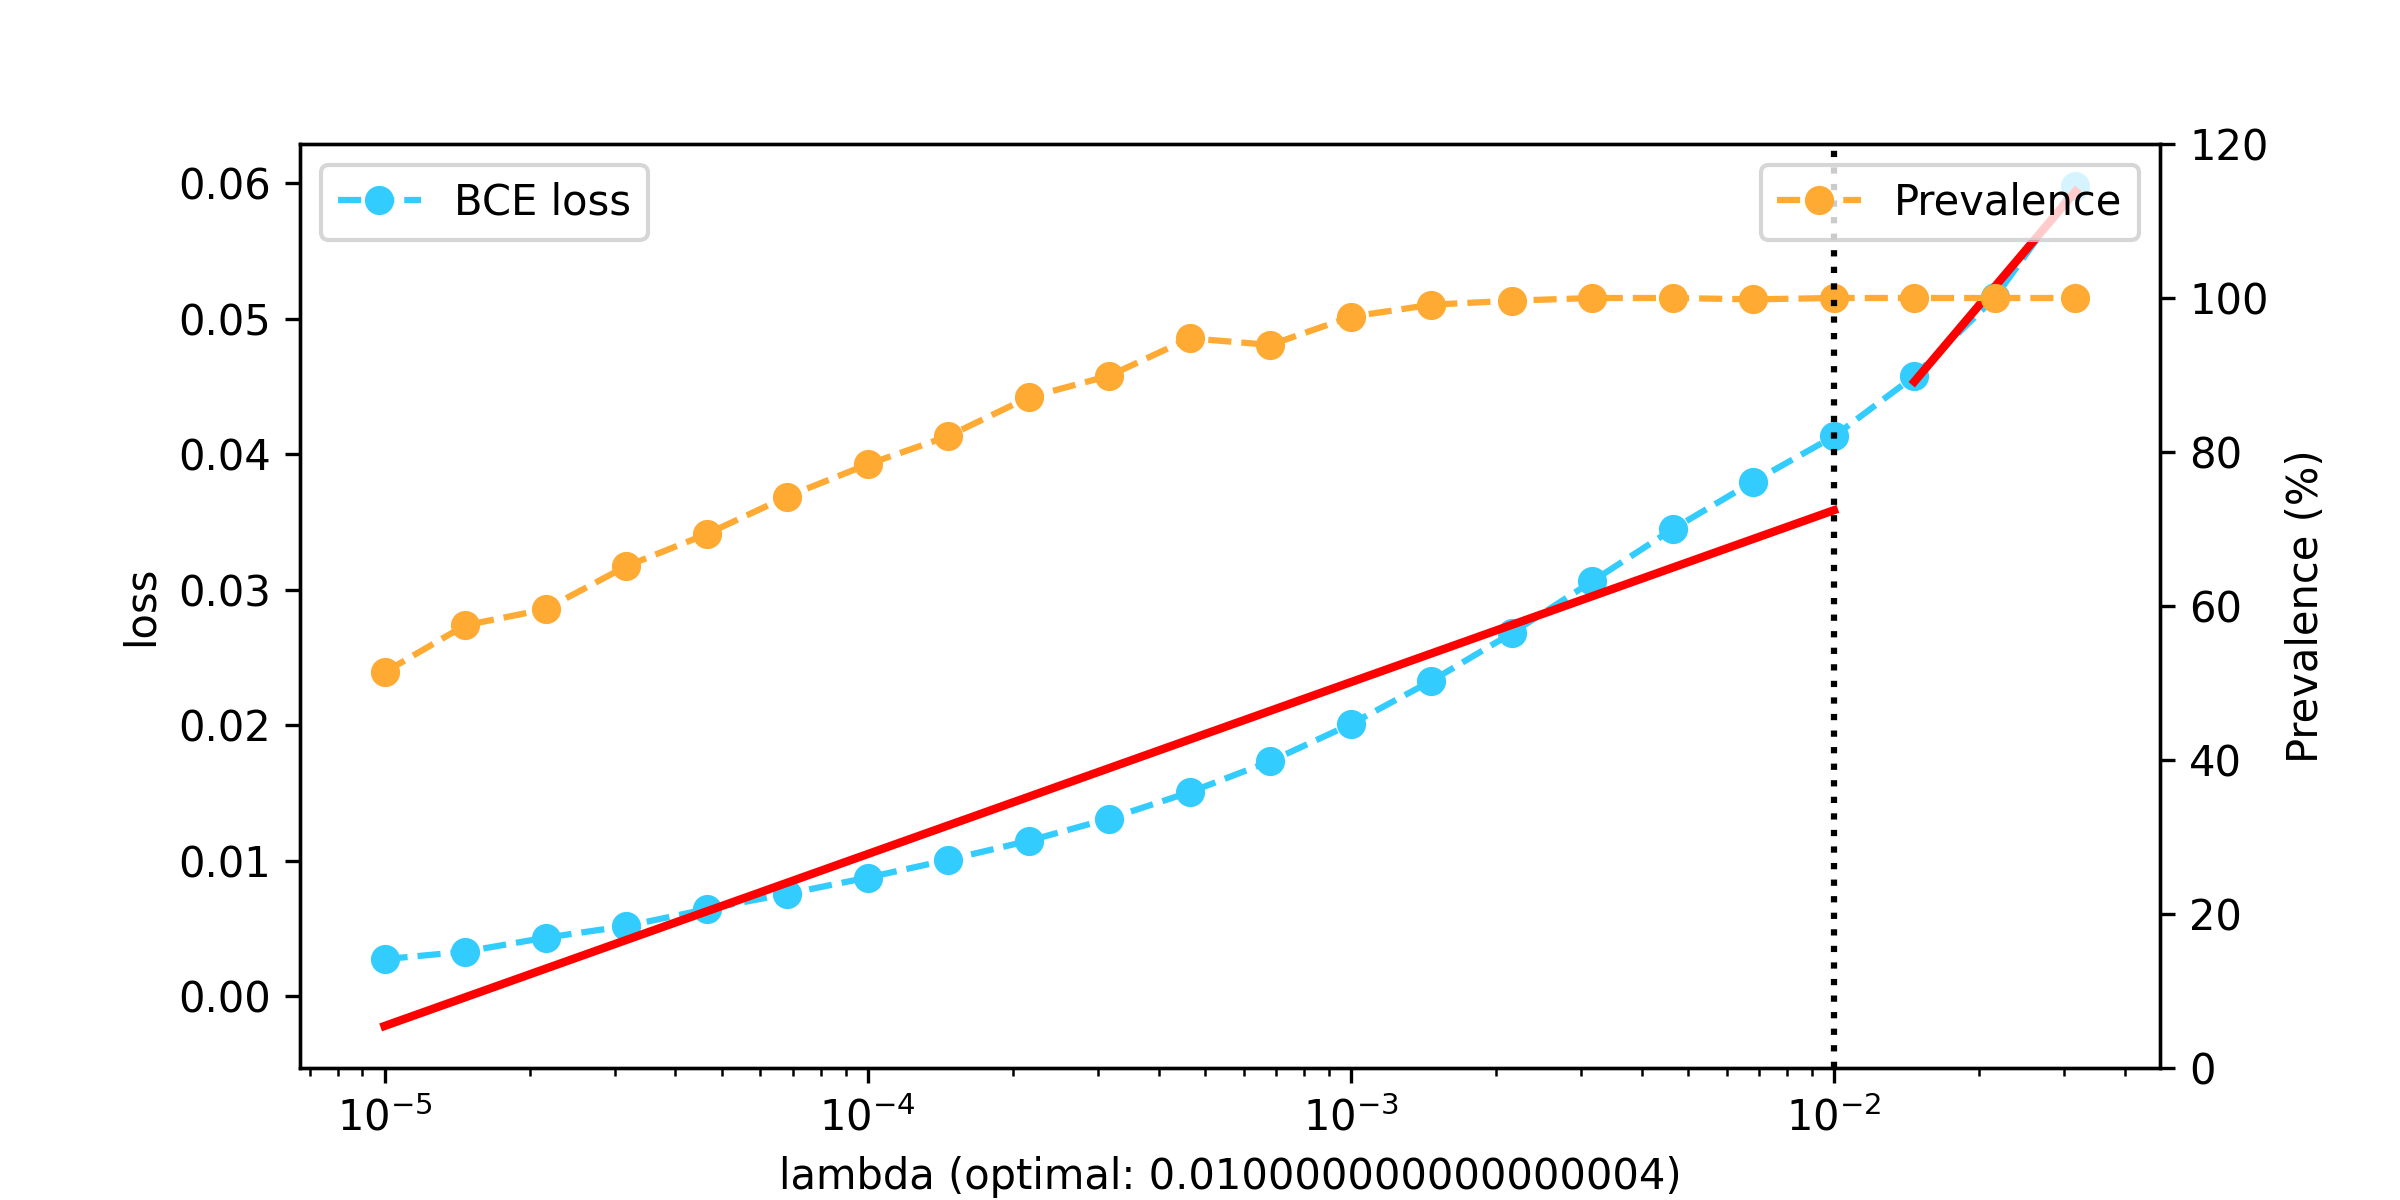 BCE loss
Prevalence
0.06
0.05
0.04
0.03
0.02
0.01
0.00
loss
120
100
80
60
40
20
0
Prevalence (%)
10⁻⁵ 10⁻⁴ 10⁻³ 10⁻²
lambda (optimal: 0.010000000000000004)